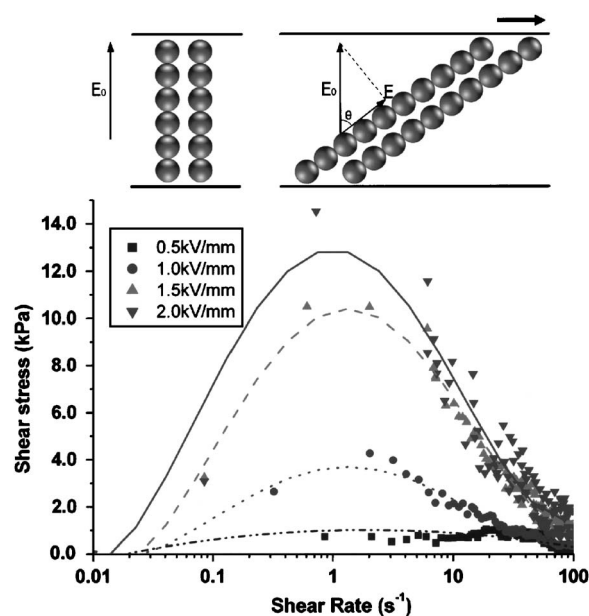 E₀
E₀
E
θ
14.0
12.0
10.0
8.0
6.0
4.0
2.0
0.0
Shear stress (kPa)
0.5kV/mm
1.0kV/mm
1.5kV/mm
2.0kV/mm
0.01
0.1
1
10
100
Shear Rate (s⁻¹)